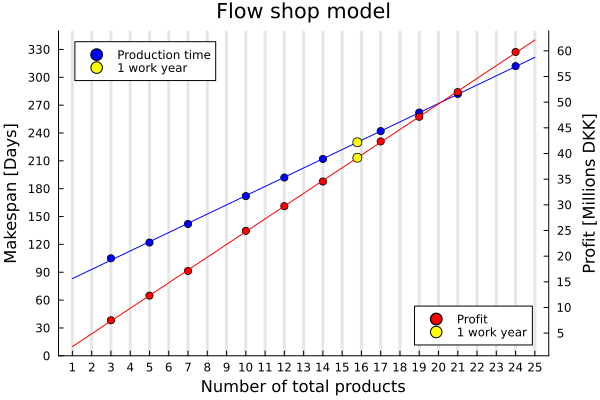 Flow shop model
Makespan [Days]
330
300
270
240
210
180
150
120
90
60
30
0
Production time
1 work year
Profit
1 work year
60
55
50
45
40
35
30
25
20
15
10
5
Profit [Millions DKK]
1 2 3 4 5 6 7 8 9 10 11 12 13 14 15 16 17 18 19 20 21 22 23 24 25
Number of total products